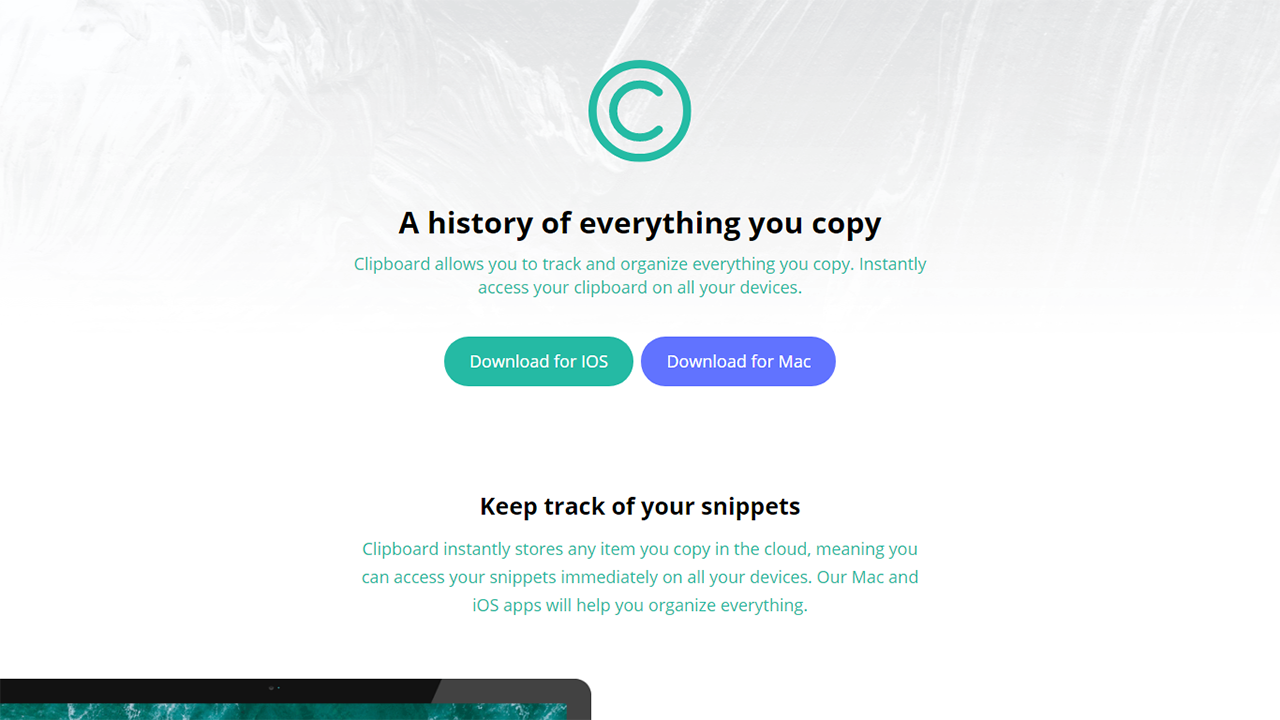 A history of everything you copy
Clipboard allows you to track and organize everything you copy. Instantly
access your clipboard on all your devices.
Download for IOS
Download for Mac
Keep track of your snippets
Clipboard instantly stores any item you copy in the cloud, meaning you
can access your snippets immediately on all your devices. Our Mac and
iOS apps will help you organize everything.